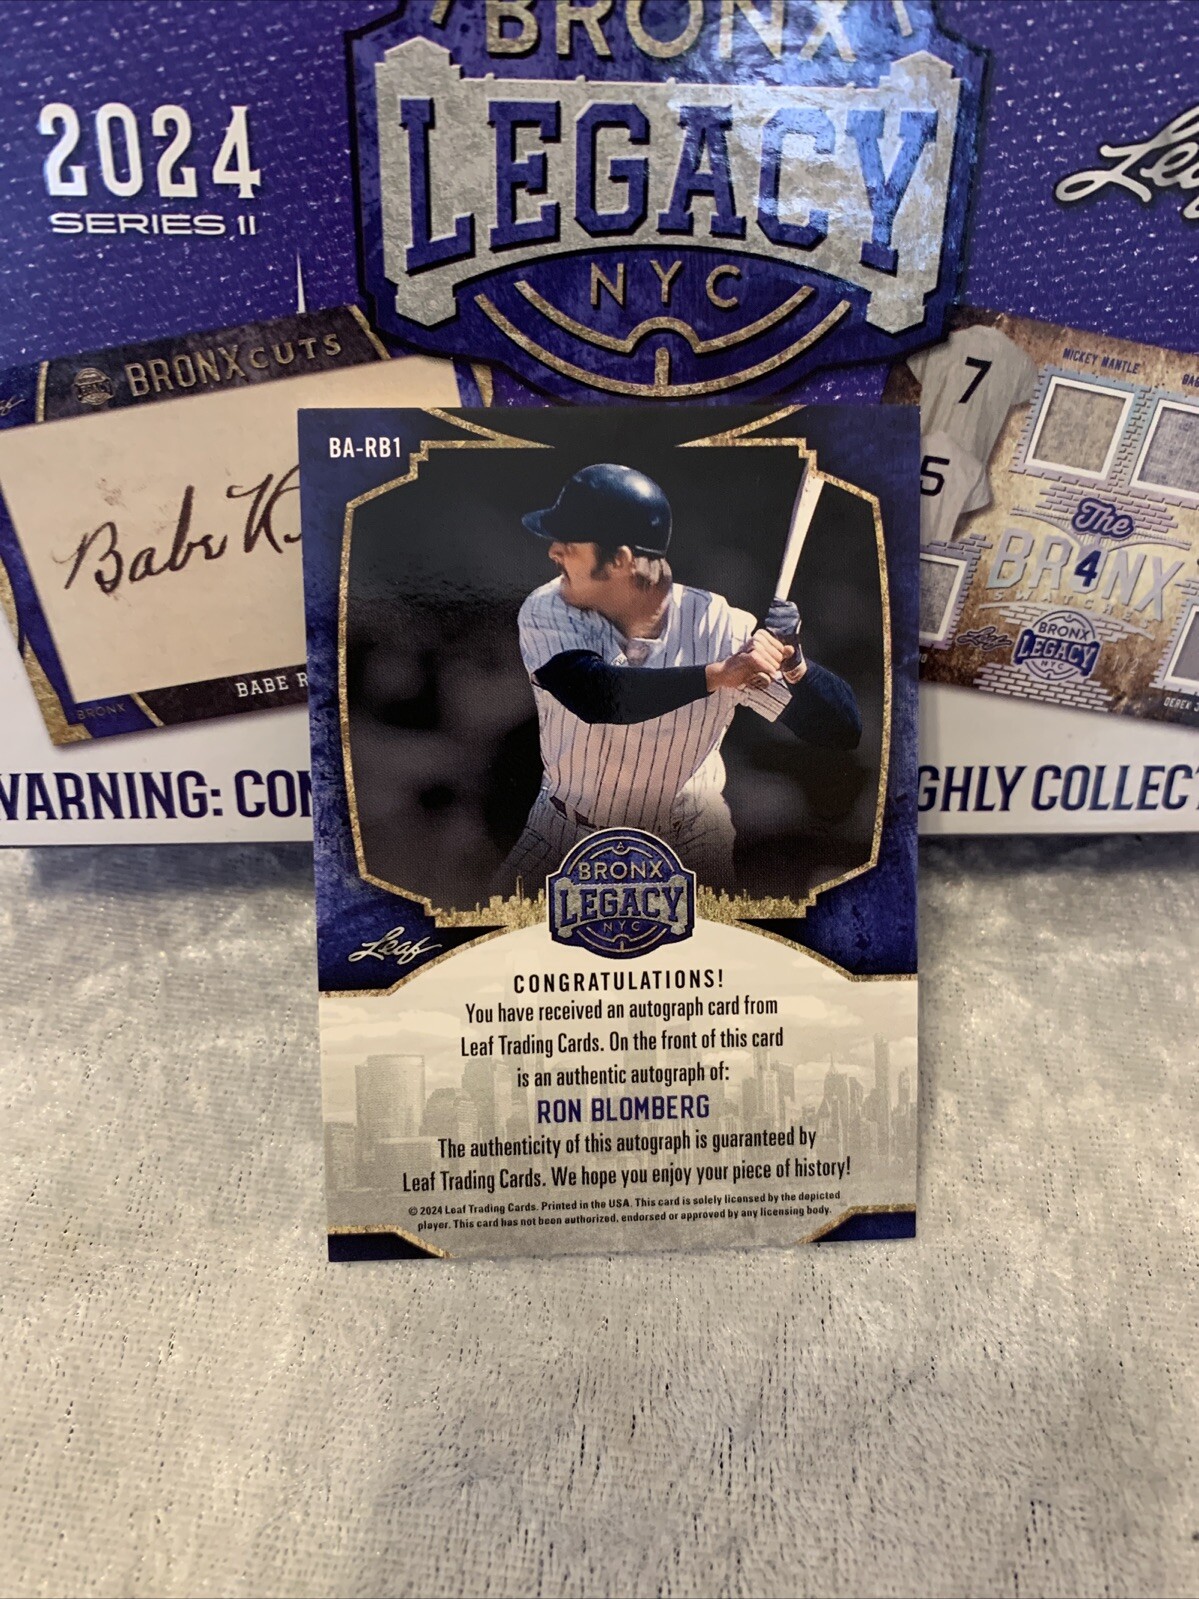 BRONX
LEGACY
NYC
2024
SERIES II
BRONX CUTS
Babe
BABE
BRONX
MICKEY MANTLE
7
5
The
BR4NX
SWATCHES
Leaf
BRONX
LEGACY
NYC
DEREK
WARNING:
COLLEC
BA-RB1
A
BRONX
LEGACY
NYC
Leaf
CONGRATULATIONS!
You have received an autograph card from
Leaf Trading Cards. On the front of this card
is an authentic autograph of:
RON BLOMBERG
The authenticity of this autograph is guaranteed by
Leaf Trading Cards. We hope you enjoy your piece of history!
© 2024 Leaf Trading Cards. Printed in the USA. This card is solely licensed by the depicted
player. This card has not been authorized, endorsed or approved by any licensing body.